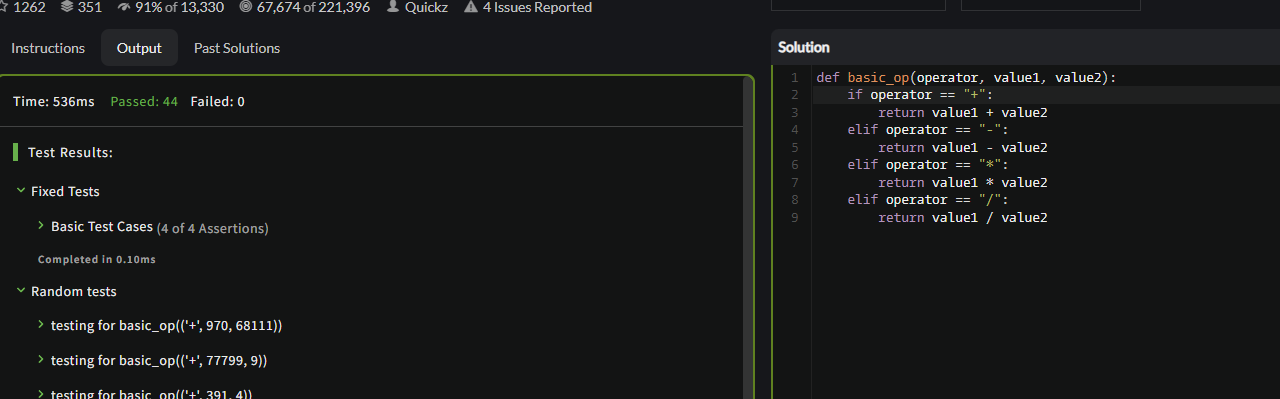 1262 351 91% of 13,330 67,674 of 221,396 Quickz 4 Issues Reported
Instructions Output Past Solutions
Time: 536ms Passed: 44 Failed: 0
Test Results:
Fixed Tests
Basic Test Cases (4 of 4 Assertions)
Completed in 0.10ms
Random tests
testing for basic_op(('+', 970, 68111))
testing for basic_op(('+', 77799, 9))
testing for basic_op(('+', 391, 4))
Solution
1 def basic_op(operator, value1, value2):
2     if operator == "+":
3         return value1 + value2
4     elif operator == "-":
5         return value1 - value2
6     elif operator == "*":
7         return value1 * value2
8     elif operator == "/":
9         return value1 / value2